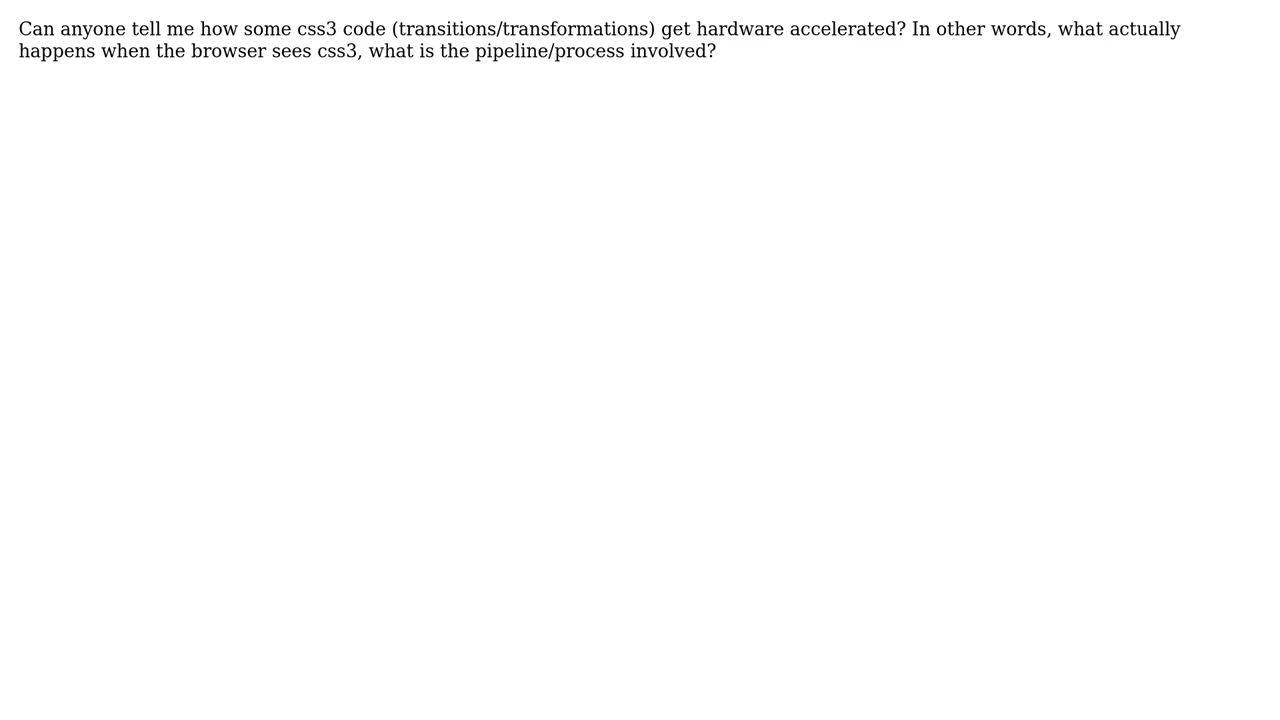 Can anyone tell me how some css3 code (transitions/transformations) get hardware accelerated? In other words, what actually
happens when the browser sees css3, what is the pipeline/process involved?